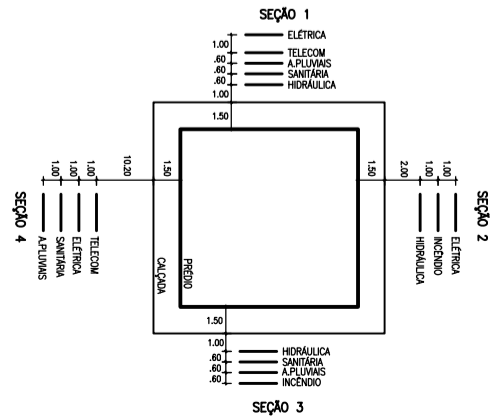 SEÇÃO 1
ELÉTRICA
1.00
TELECOM
.60
A.PLUVIAIS
.60
SANITÁRIA
.60
HIDRÁULICA
1.00
1.50
SEÇÃO 4
A.PLUVIAIS
1.00
SANITÁRIA
1.00
ELÉTRICA
1.00
TELECOM
10.20
1.50
CALÇADA
PRÉDIO
1.50
2.00
HIDRÁULICA
1.00
INCÊNDIO
1.00
ELÉTRICA
SEÇÃO 2
1.50
1.00
HIDRÁULICA
.60
SANITÁRIA
.60
A.PLUVIAIS
.60
INCÊNDIO
SEÇÃO 3